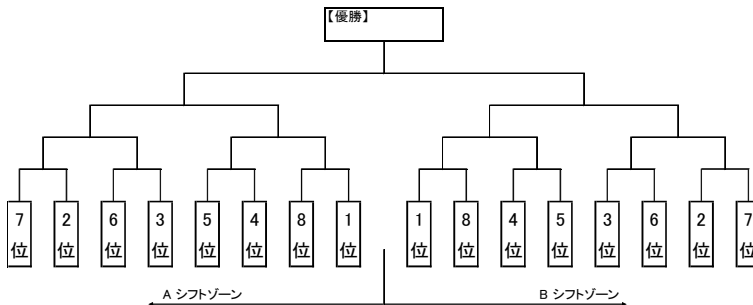 【優勝】
7位 2位 6位 3位 5位 4位 8位 1位 1位 8位 4位 5位 3位 6位 2位 7位
A シフトゾーン B シフトゾーン